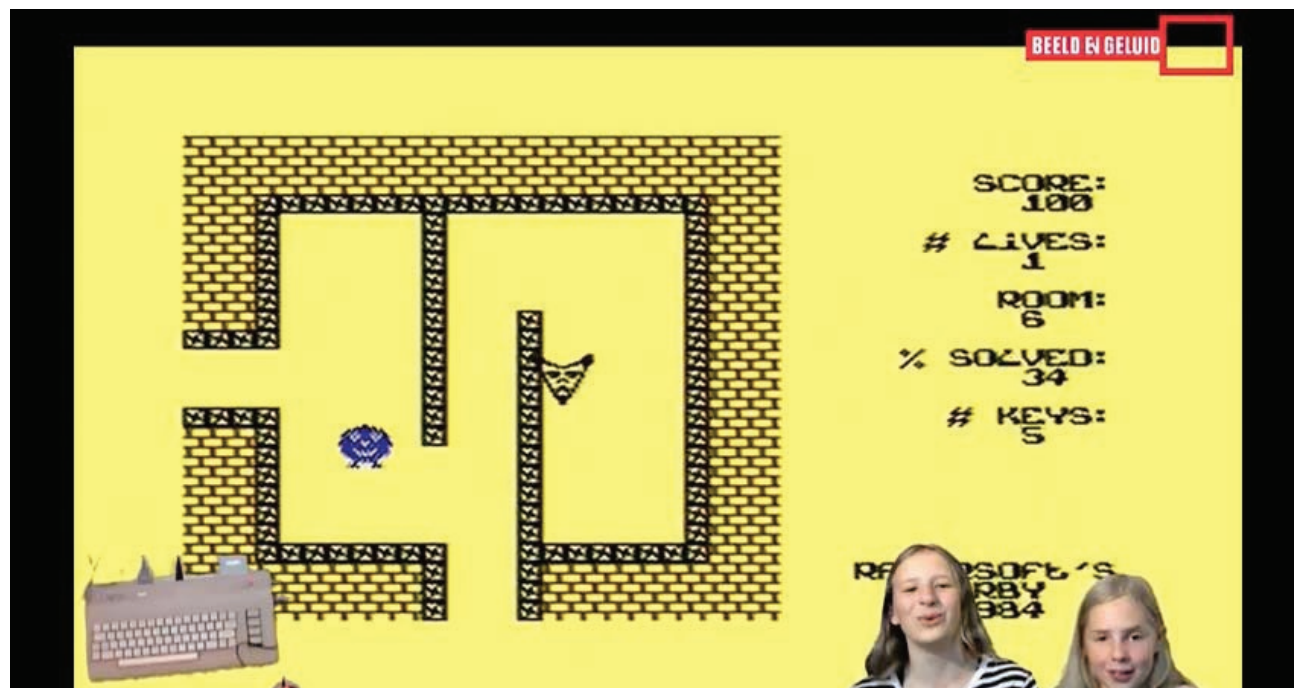 BEELD EN GELUID
SCORE:
100
# LiVES:
1
ROOM:
6
% SOLVED:
34
# KEYS:
5